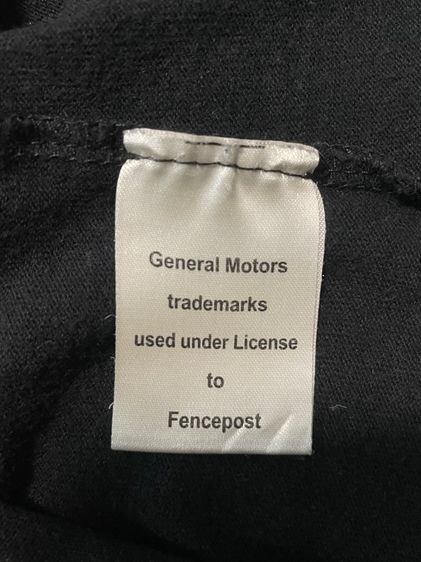 General Motors
trademarks
used under License
to
Fencepost